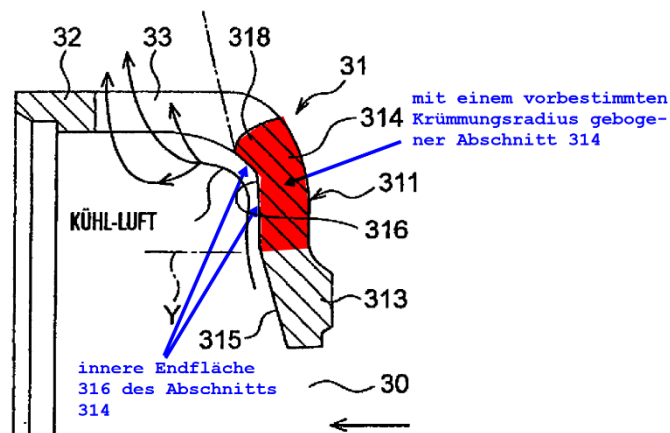 32
33
318
31
mit einem vorbestimmten
Krümmungsradius geboge-
ner Abschnitt 314
314
311
KÜHL-LUFT
316
Y
313
315
innere Endfläche
316 des Abschnitts
314
30